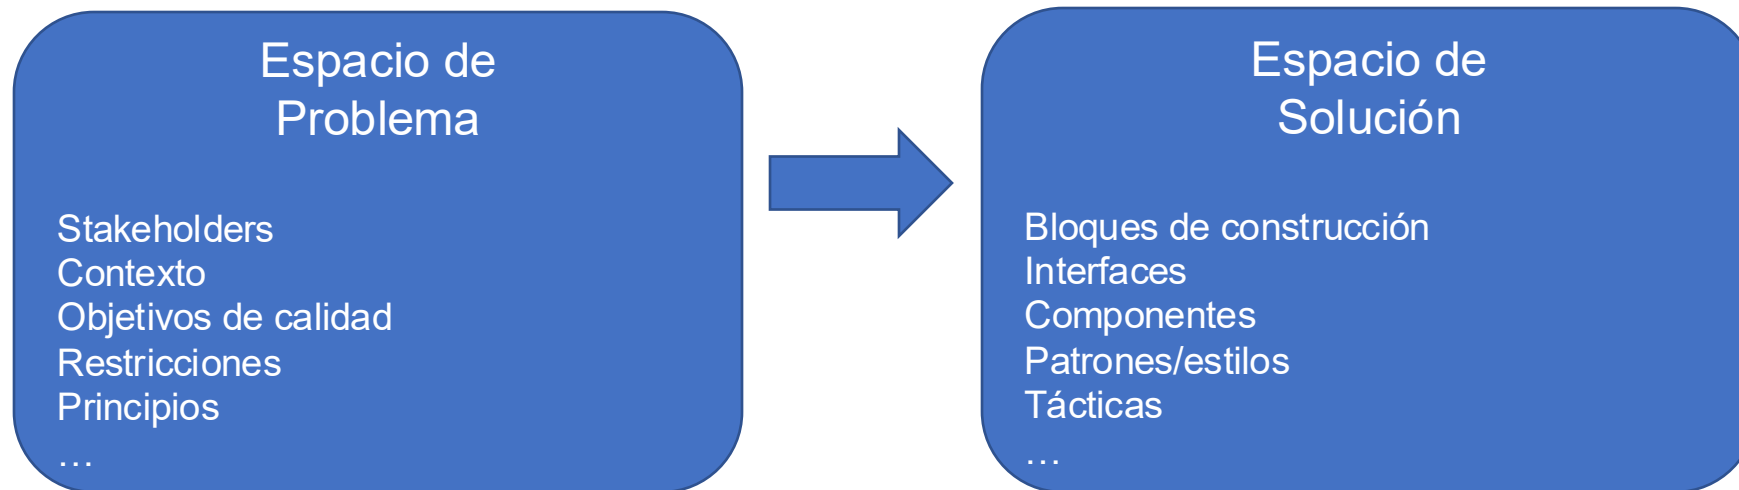 Espacio de
Problema
Stakeholders
Contexto
Objetivos de calidad
Restricciones
Principios
…
Espacio de
Solución
Bloques de construcción
Interfaces
Componentes
Patrones/estilos
Tácticas
…